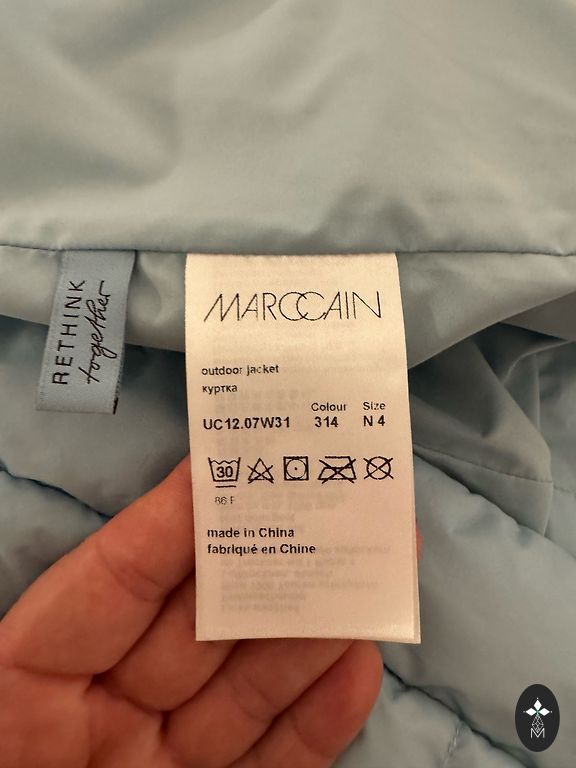 RETHINK
together
MARCCAIN
outdoor jacket
куртка
Colour Size
UC12.07W31 314 N 4
30
86 F
made in China
fabriqué en Chine
M